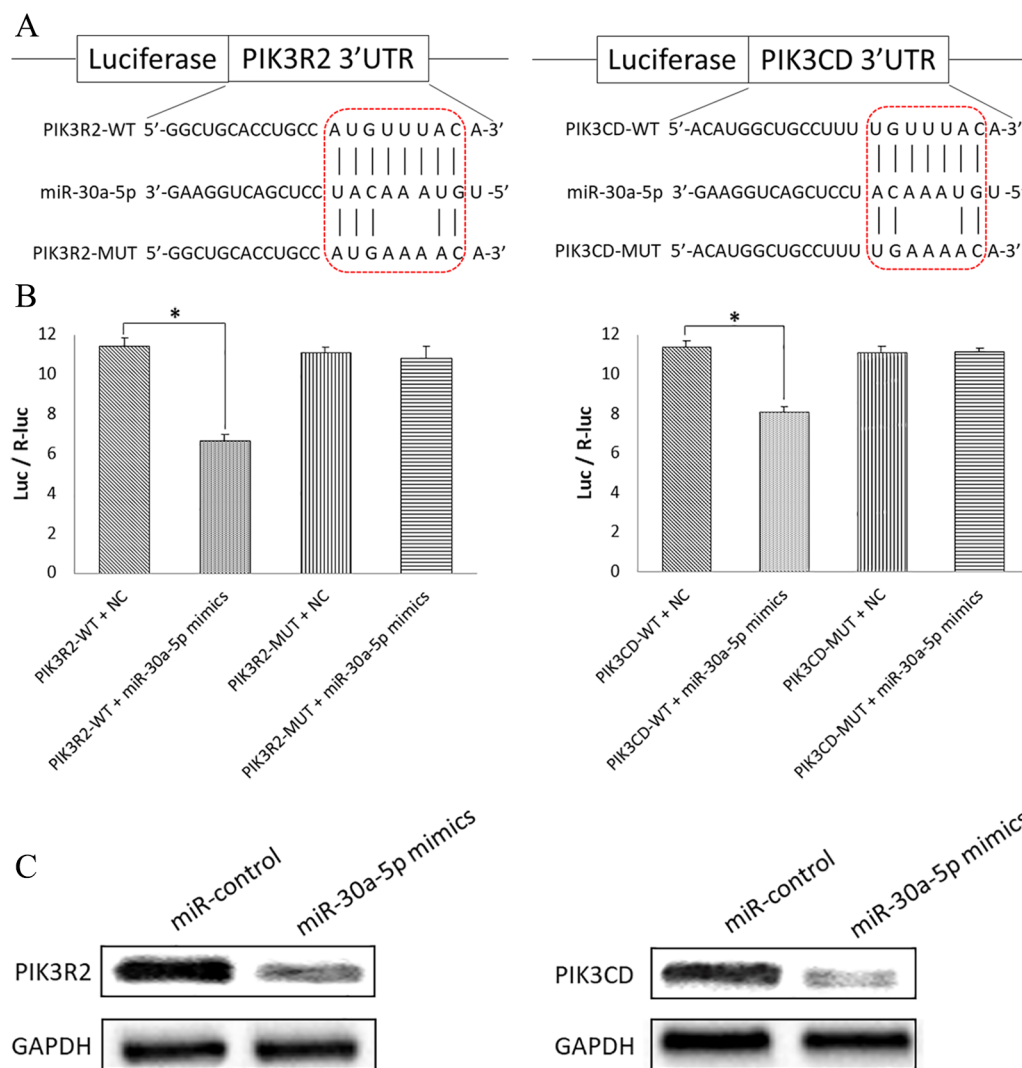 A
Luciferase PIK3R2 3’UTR
PIK3R2-WT 5’-GGCUGCACCUGCC A U G U U U A C A-3’
miR-30a-5p 3’-GAAGGUCAGCUCC U A C A A A U G U -5’
PIK3R2-MUT 5’-GGCUGCACCUGCC A U G A A A A C A-3’
Luciferase PIK3CD 3’UTR
PIK3CD-WT 5’-ACAUGGCUGCCUUU U G U U U A C A-3’
miR-30a-5p 3’-GAAGGUCAGCUCCU A C A A A U G U-5’
PIK3CD-MUT 5’-ACAUGGCUGCCUUU U G A A A A C A-3’
B
*
Luc / R-luc
12
10
8
6
4
2
0
PIK3R2-WT + NC
PIK3R2-WT + miR-30a-5p mimics
PIK3R2-MUT + NC
PIK3R2-MUT + miR-30a-5p mimics
*
Luc / R-luc
12
10
8
6
4
2
0
PIK3CD-WT + NC
PIK3CD-WT + miR-30a-5p mimics
PIK3CD-MUT + NC
PIK3CD-MUT + miR-30a-5p mimics
C
miR-control
miR-30a-5p mimics
PIK3R2
GAPDH
miR-control
miR-30a-5p mimics
PIK3CD
GAPDH